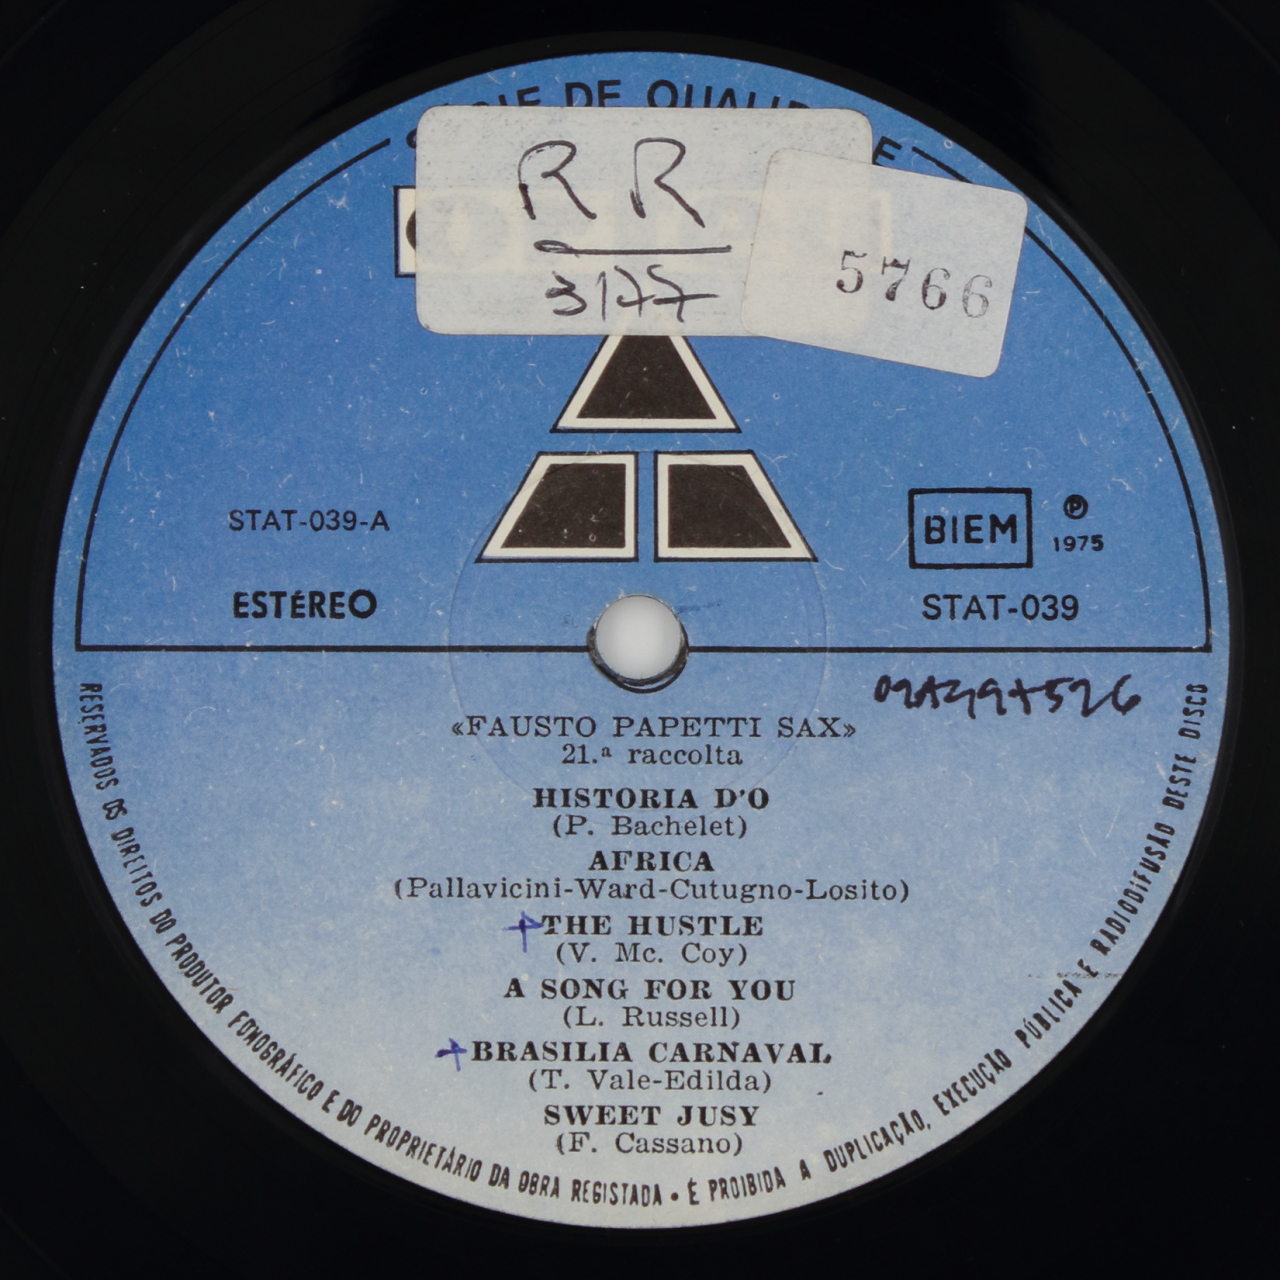 DE
R R
3177
5766
STAT-039-A
BIEM
℗
1975
ESTÉREO
STAT-039
«FAUSTO PAPETTI SAX»
21.ª raccolta
HISTORIA D'O
(P. Bachelet)
AFRICA
(Pallavicini-Ward-Cutugno-Losito)
THE HUSTLE
(V. Mc. Coy)
A SONG FOR YOU
(L. Russell)
BRASILIA CARNAVAL
(T. Vale-Edilda)
SWEET JUSY
(F. Cassano)
RESERVADOS OS DIREITOS DO PRODUTOR FONOGRÁFICO E DO PROPRIETÁRIO DA OBRA REGISTADA • É PROIBIDA A DUPLICAÇÃO, EXECUÇÃO PÚBLICA E RADIODIFUSÃO DESTE DISCO